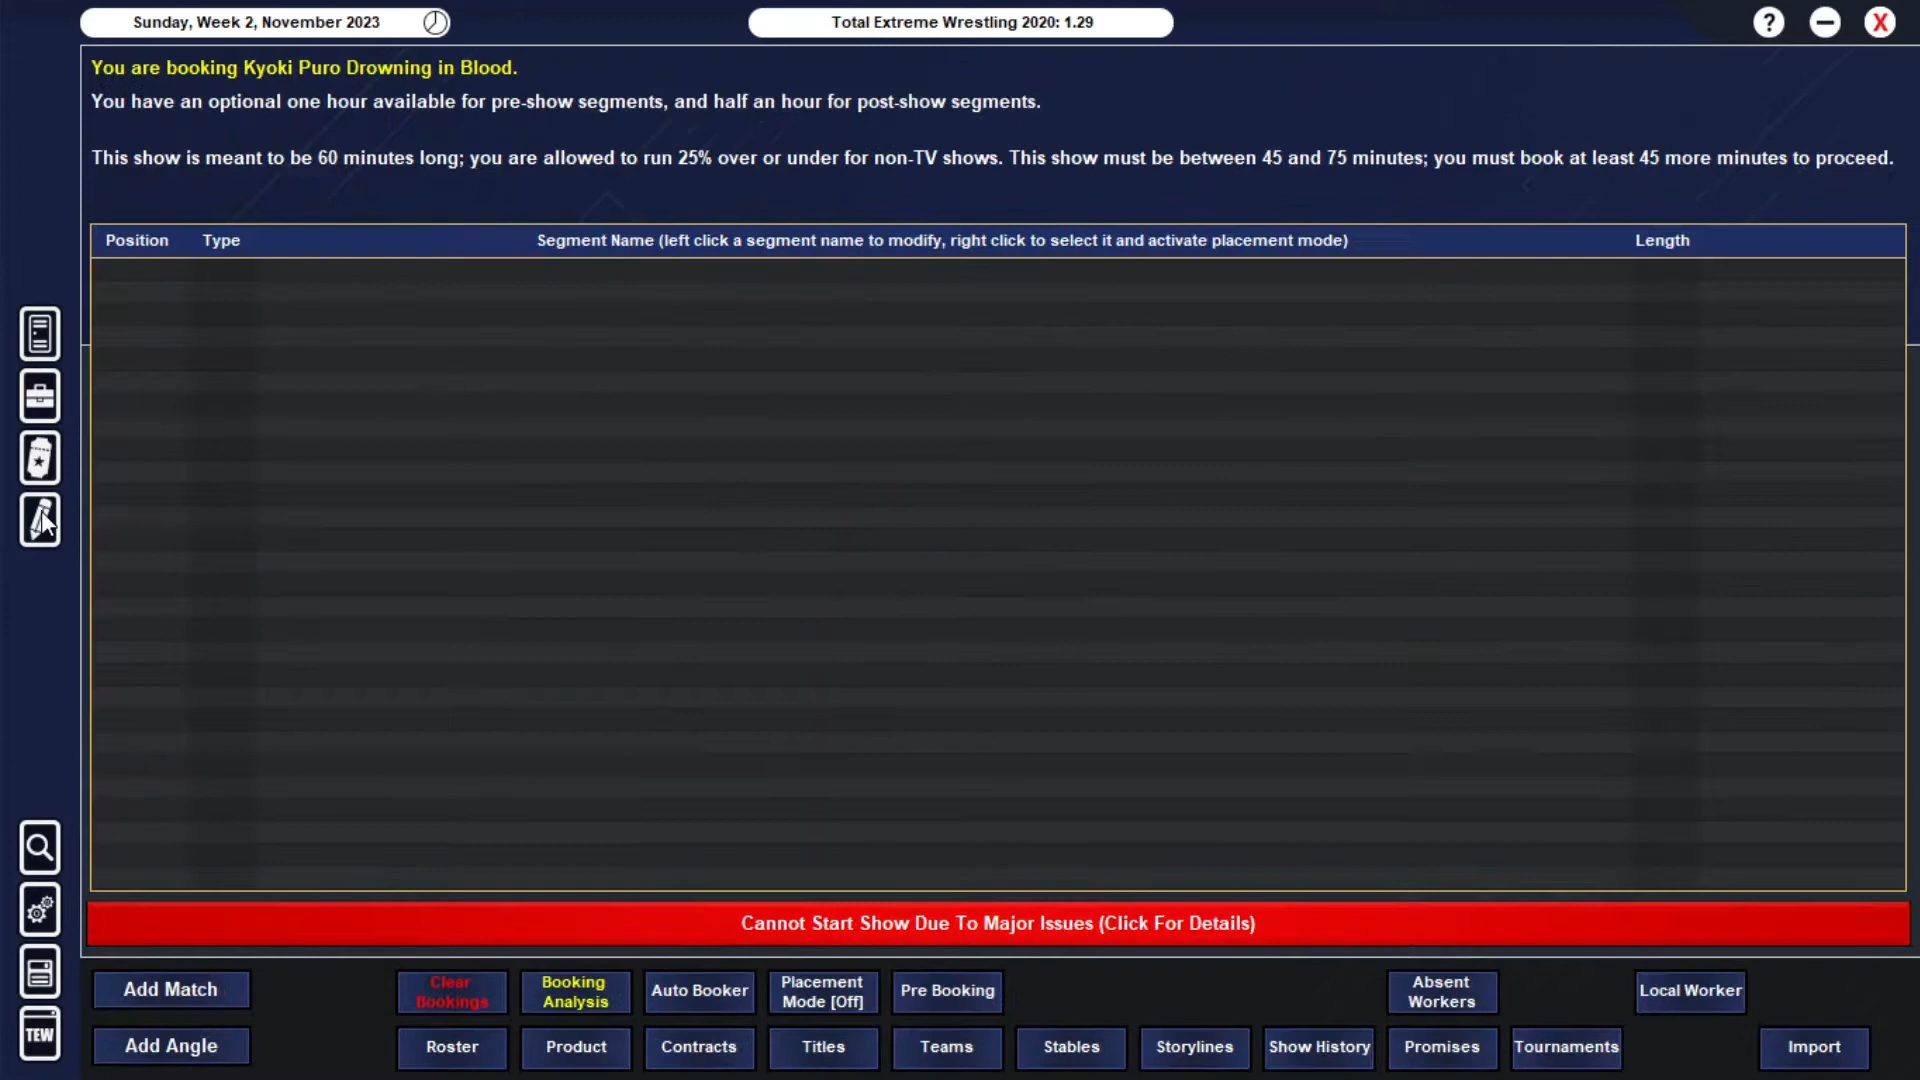 Sunday, Week 2, November 2023
Total Extreme Wrestling 2020: 1.29
?
X
You are booking Kyoki Puro Drowning in Blood.
You have an optional one hour available for pre-show segments, and half an hour for post-show segments.
This show is meant to be 60 minutes long; you are allowed to run 25% over or under for non-TV shows. This show must be between 45 and 75 minutes; you must book at least 45 more minutes to proceed.
Position Type Segment Name (left click a segment name to modify, right click to select it and activate placement mode) Length
Cannot Start Show Due To Major Issues (Click For Details)
Add Match
Clear Bookings
Booking Analysis
Auto Booker
Placement Mode [Off]
Pre Booking
Absent Workers
Local Worker
TEW
Add Angle
Roster
Product
Contracts
Titles
Teams
Stables
Storylines
Show History
Promises
Tournaments
Import